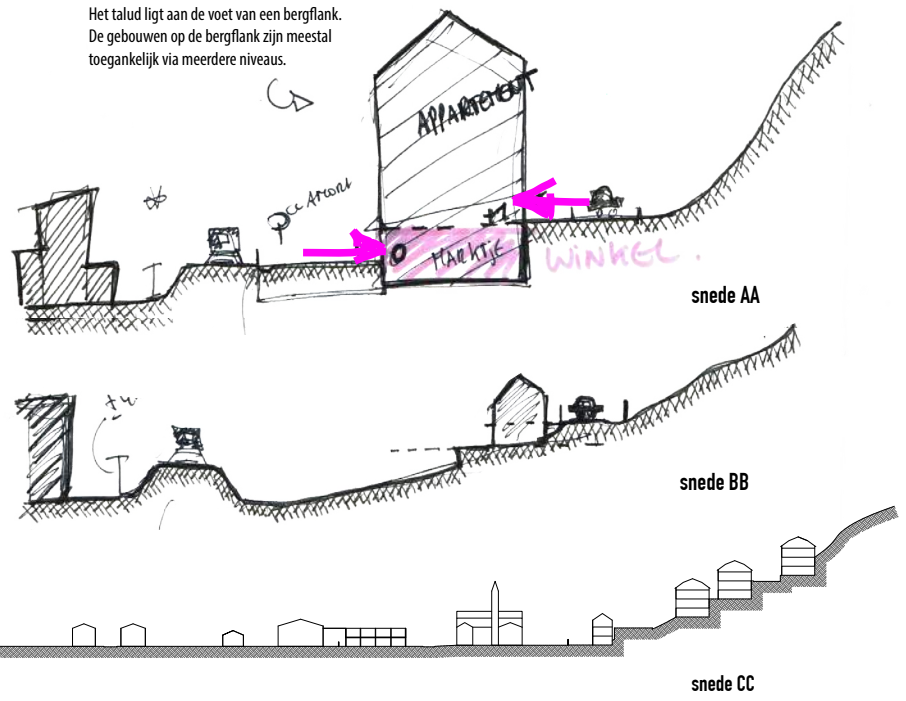 Het talud ligt aan de voet van een bergflank.
De gebouwen op de bergflank zijn meestal
toegankelijk via meerdere niveaus.
APPARTEMENT
P
+1
0 MARKTJE
WINKEL.
snede AA
snede BB
snede CC